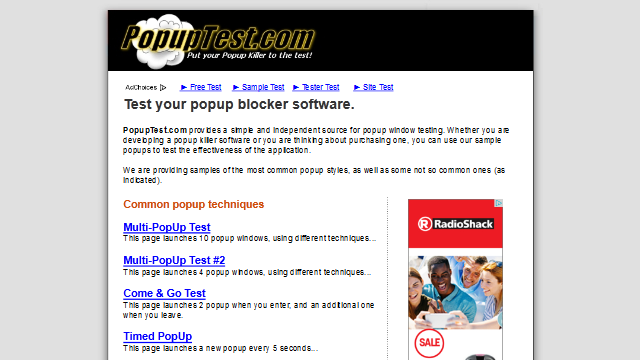 PopupTest.com
Put your Popup Killer to the test!
AdChoices ► Free Test ► Sample Test ► Tester Test ► Site Test
Test your popup blocker software.
PopupTest.com provides a simple and independent source for popup window testing. Whether you are
developing a popup killer software or you are thinking about purchasing one, you can use our sample
popups to test the effectiveness of the application.
We are providing samples of the most common popup styles, as well as some not so common ones (as
indicated).
Common popup techniques
Multi-PopUp Test
This page launches 10 popup windows, using different techniques...
Multi-PopUp Test #2
This page launches 4 popup windows, using different techniques...
Come & Go Test
This page launches 2 popup when you enter, and an additional one
when you leave.
Timed PopUp
This page launches a new popup every 5 seconds...
R RadioShack
SALE